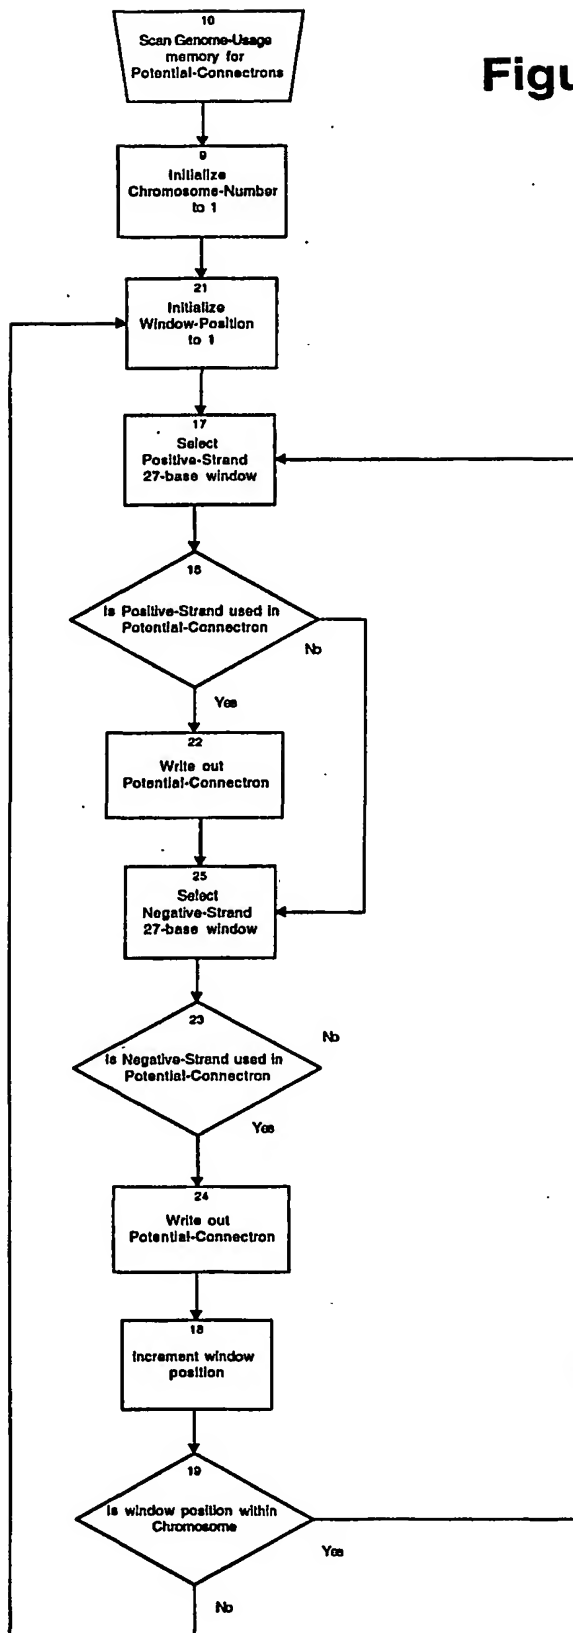 10
Scan Genome-Usage
memory for
Potential-Connectrons
Figu
9
Initialize
Chromosome-Number
to 1
21
Initialize
Window-Position
to 1
17
Select
Positive-Strand
27-base window
Is Positive-Strand used in
Potential-Connectron
No
Yes
22
Write out
Potential-Connectron
25
Select
Negative-Strand
27-base window
23
Is Negative-Strand used in
Potential-Connectron
No
Yes
24
Write out
Potential-Connectron
18
Increment window
position
19
Is window position within
Chromosome
Yes
No